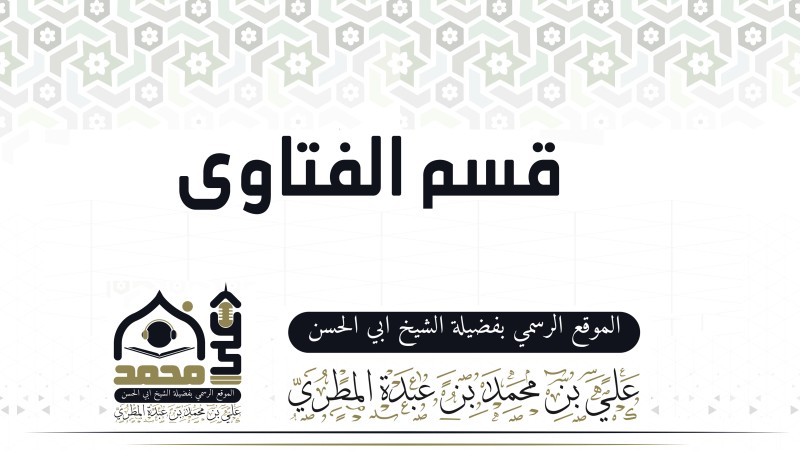 قسم الفتاوى
الموقع الرسمي بفضيلة الشيخ ابي الحسن
علي بن محمد بن عبدة المطري
علي
محمد
الموقع الرسمي بفضيلة الشيخ ابي الحسن
علي بن محمد بن عبدة المطري